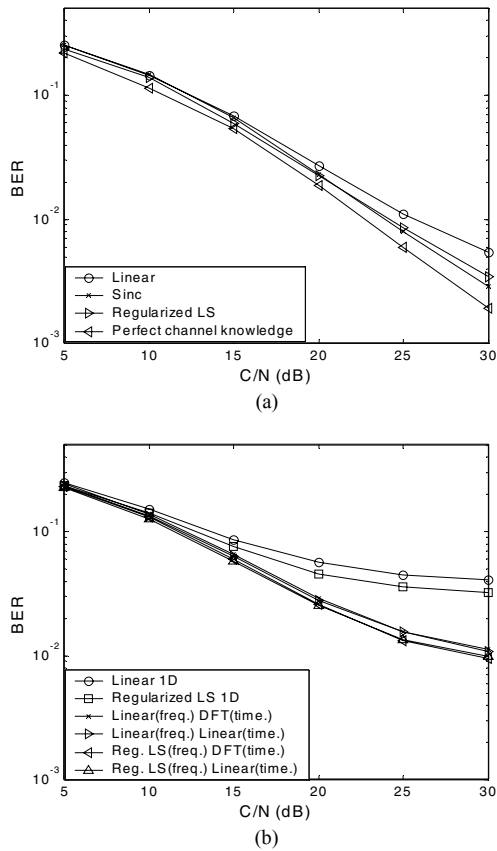 10^-1
10^-2
10^-3
BER
Linear
Sinc
Regularized LS
Perfect channel knowledge
5 10 15 20 25 30
C/N (dB)
(a)
10^-1
10^-2
10^-3
BER
Linear 1D
Regularized LS 1D
Linear(freq.) DFT(time.)
Linear(freq.) Linear(time.)
Reg. LS(freq.) DFT(time.)
Reg. LS(freq.) Linear(time.)
5 10 15 20 25 30
C/N (dB)
(b)